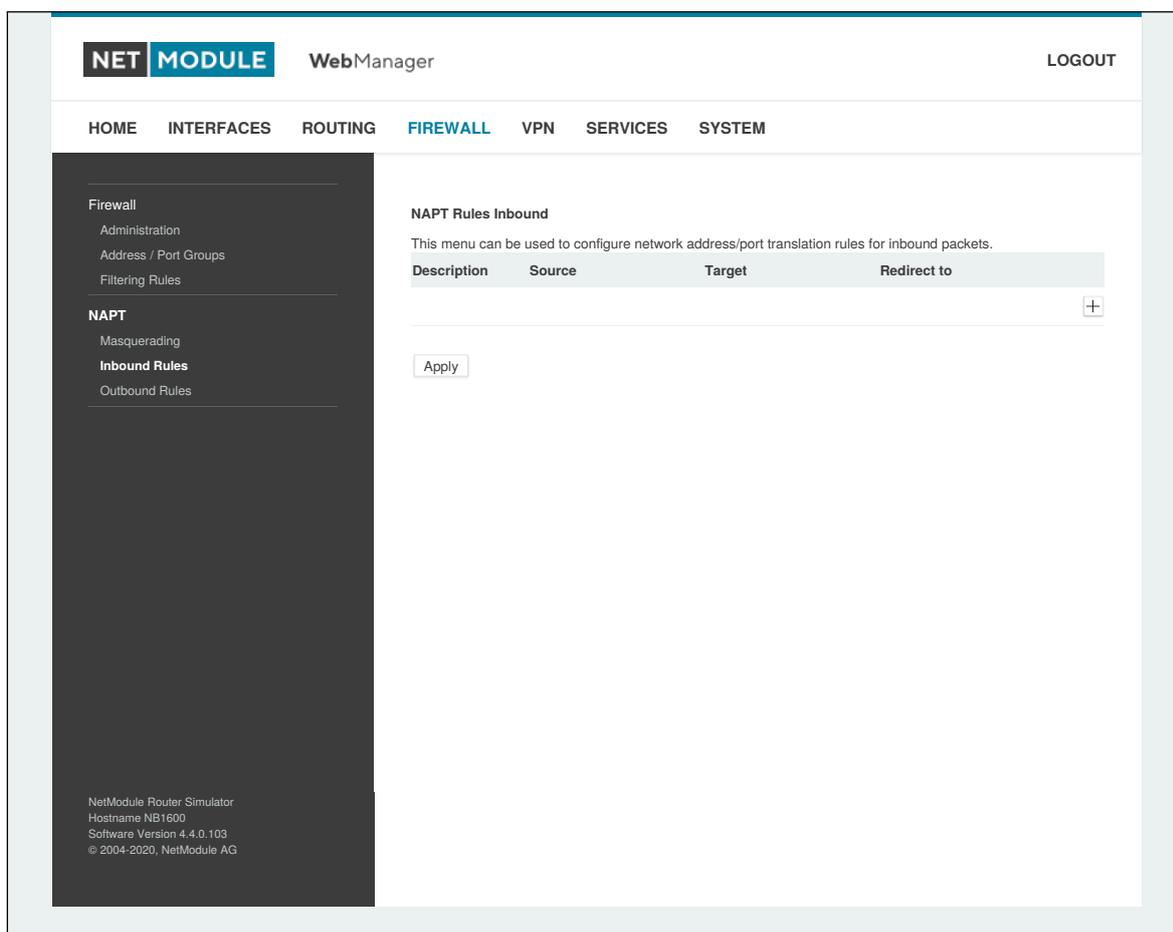 NET MODULE WebManager LOGOUT
HOME INTERFACES ROUTING FIREWALL VPN SERVICES SYSTEM
Firewall
Administration
Address / Port Groups
Filtering Rules
NAPT
Masquerading
Inbound Rules
Outbound Rules
NAPT Rules Inbound
This menu can be used to configure network address/port translation rules for inbound packets.
Description Source Target Redirect to
Apply
NetModule Router Simulator
Hostname NB1600
Software Version 4.4.0.103
© 2004-2020, NetModule AG